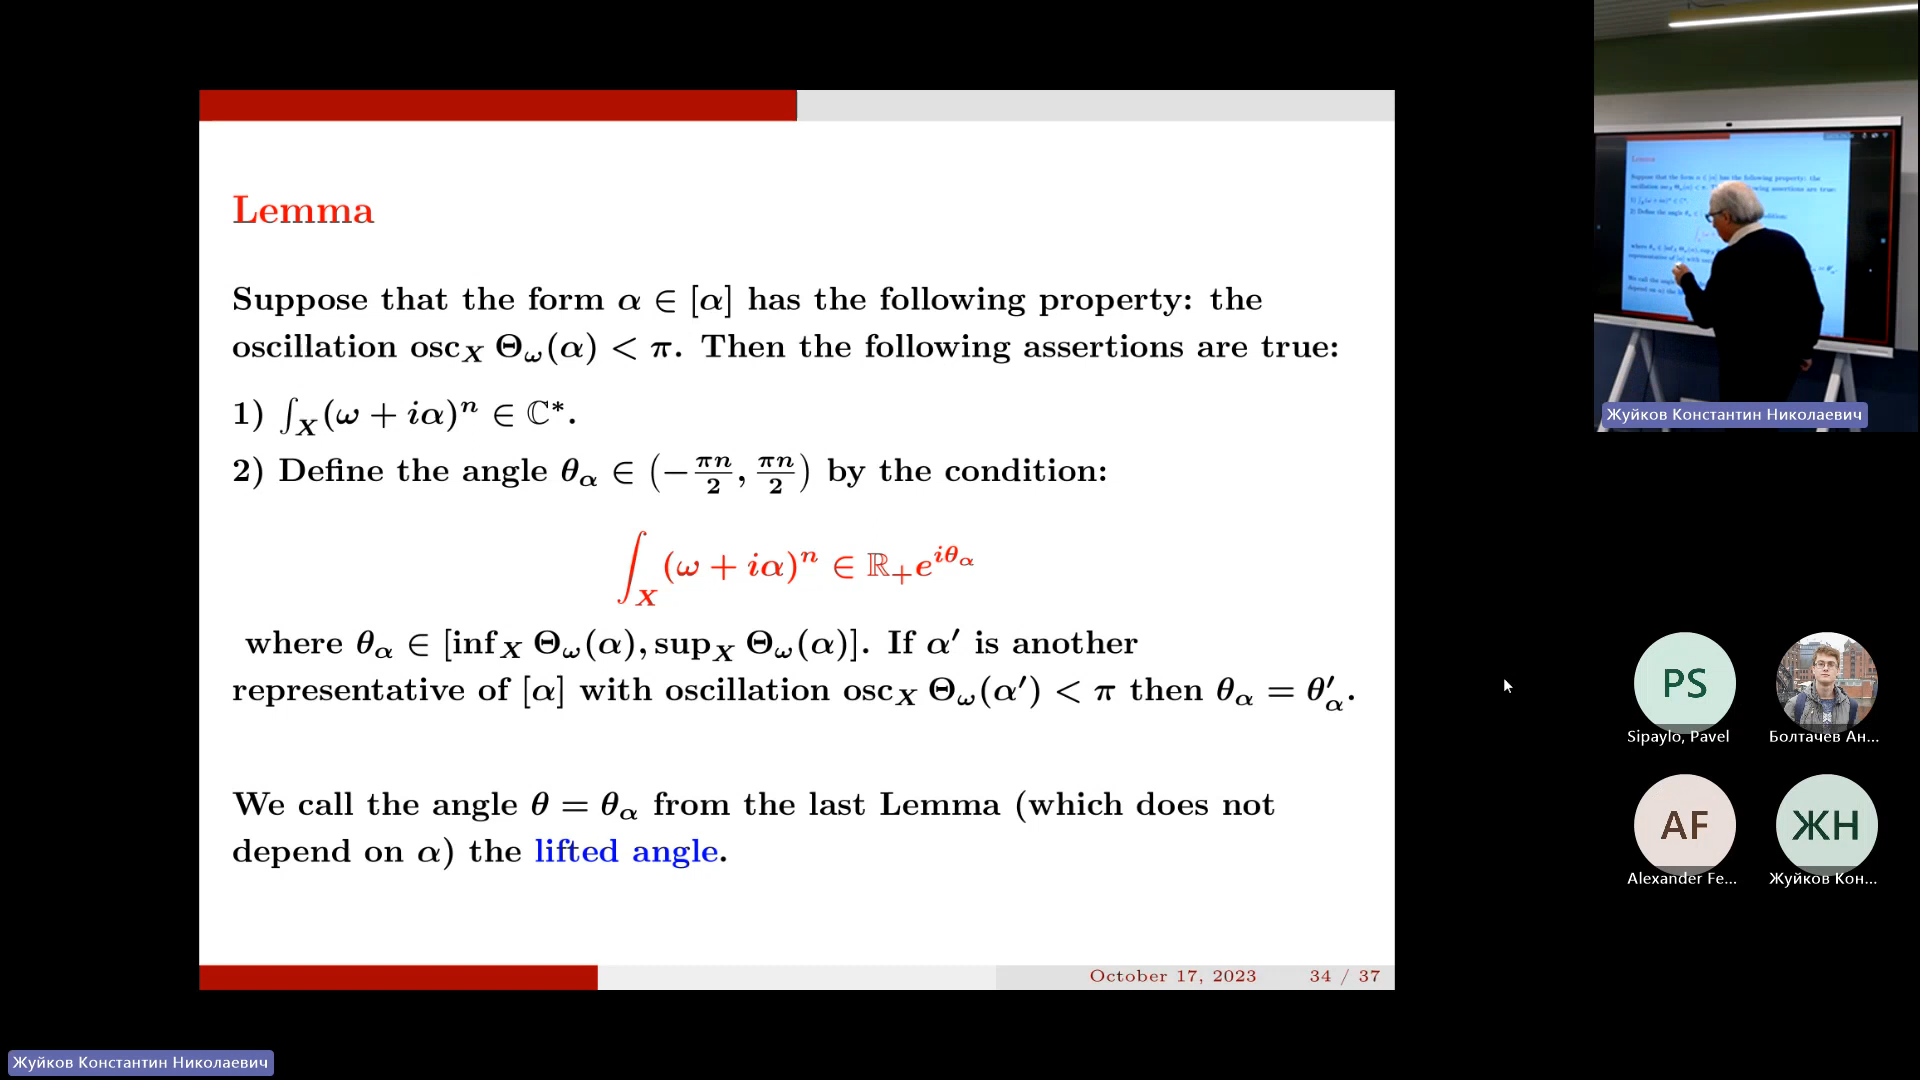 Lemma
Suppose that the form α ∈ [α] has the following property: the
oscillation osc_X Θ_ω(α) < π. Then the following assertions are true:
1) ∫_X (ω + iα)^n ∈ ℂ*.
2) Define the angle θ_α ∈ (−πn/2, πn/2) by the condition:
∫_X (ω + iα)^n ∈ ℝ_+ e^{iθ_α}
where θ_α ∈ [inf_X Θ_ω(α), sup_X Θ_ω(α)]. If α′ is another
representative of [α] with oscillation osc_X Θ_ω(α′) < π then θ_α = θ′_α.
We call the angle θ = θ_α from the last Lemma (which does not
depend on α) the lifted angle.
October 17, 2023 34 / 37
Жуйков Константин Николаевич
PS
Sipaylo, Pavel
Болтачев Ан...
AF
Alexander Fe...
ЖН
Жуйков Кон...
Жуйков Константин Николаевич